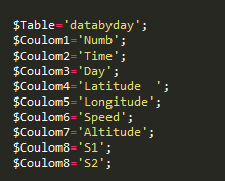 $Table='databyday';
$Coulom1='Numb';
$Coulom2='Time';
$Coulom3='Day';
$Coulom4='Latitude  ';
$Coulom5='Longitude';
$Coulom6='Speed';
$Coulom7='Altitude';
$Coulom8='S1';
$Coulom8='S2';